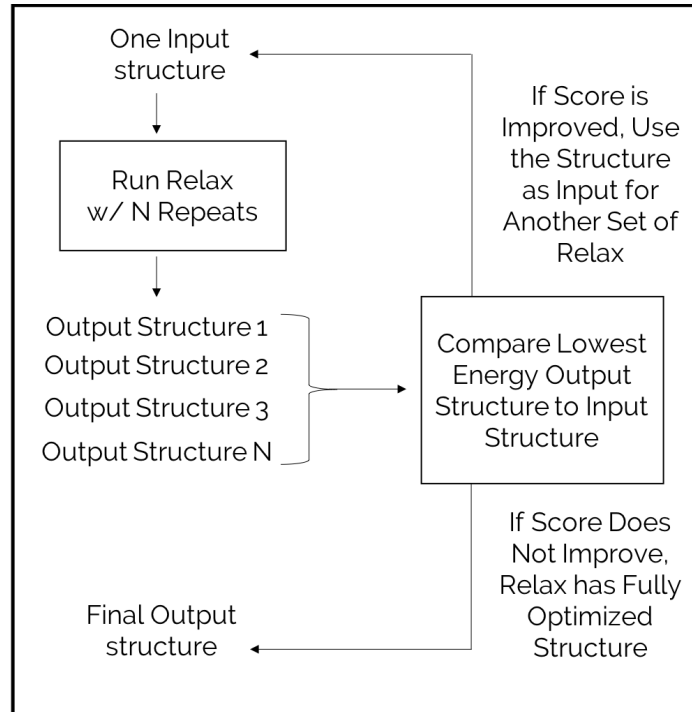 One Input
structure
Run Relax
w/ N Repeats
Output Structure 1
Output Structure 2
Output Structure 3
Output Structure N
If Score is
Improved, Use
the Structure
as Input for
Another Set of
Relax
Compare Lowest
Energy Output
Structure to Input
Structure
If Score Does
Not Improve,
Relax has Fully
Optimized
Structure
Final Output
structure